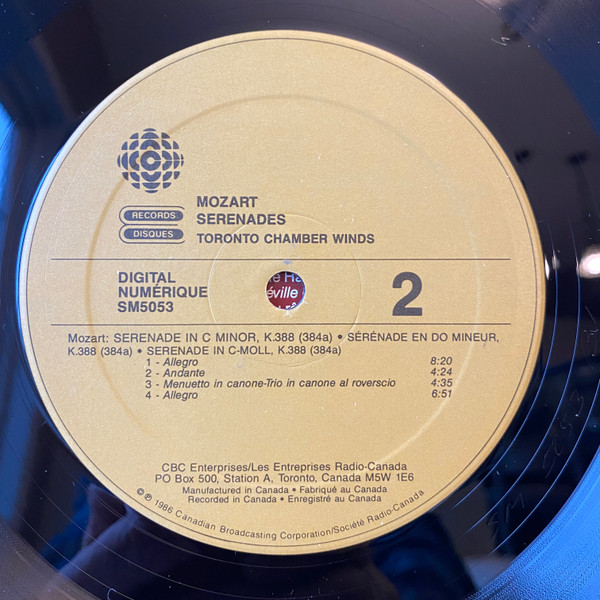 MOZART
SERENADES
TORONTO CHAMBER WINDS
RECORDS
DISQUES
DIGITAL
NUMÉRIQUE
SM5053
2
éville
Mozart: SERENADE IN C MINOR, K.388 (384a) • SÉRÉNADE EN DO MINEUR,
K.388 (384a) • SERENADE IN C-MOLL, K.388 (384a)
1 - Allegro 8:20
2 - Andante 4:24
3 - Menuetto in canone-Trio in canone al roverscio 4:35
4 - Allegro 6:51
CBC Enterprises/Les Entreprises Radio-Canada
PO Box 500, Station A, Toronto, Canada M5W 1E6
Manufactured in Canada • Fabriqué au Canada
Recorded in Canada • Enregistré au Canada
© ℗ 1986 Canadian Broadcasting Corporation/Société Radio-Canada